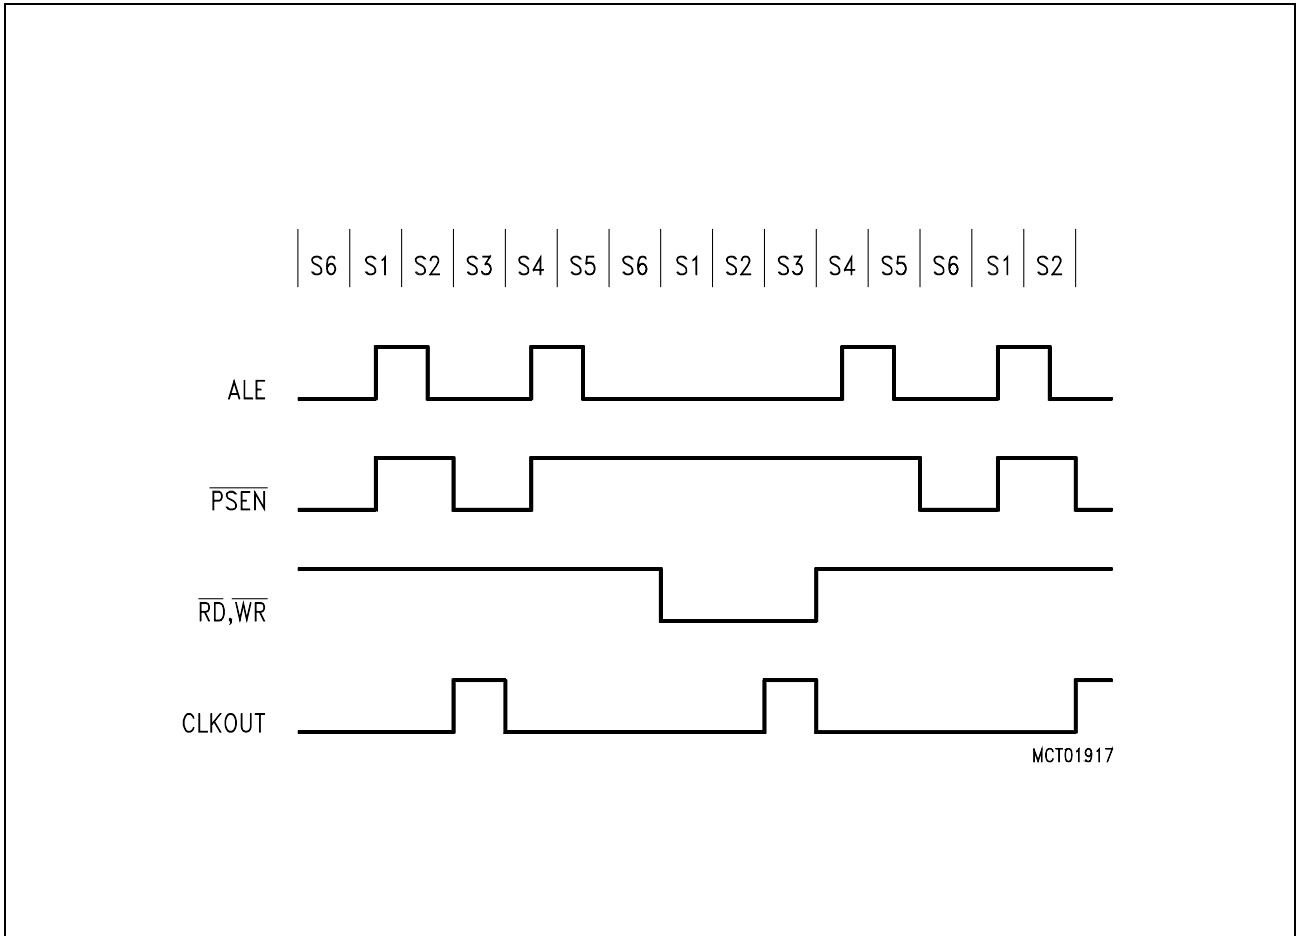 S6 S1 S2 S3 S4 S5 S6 S1 S2 S3 S4 S5 S6 S1 S2
ALE
PSEN
RD,WR
CLKOUT
MCT01917